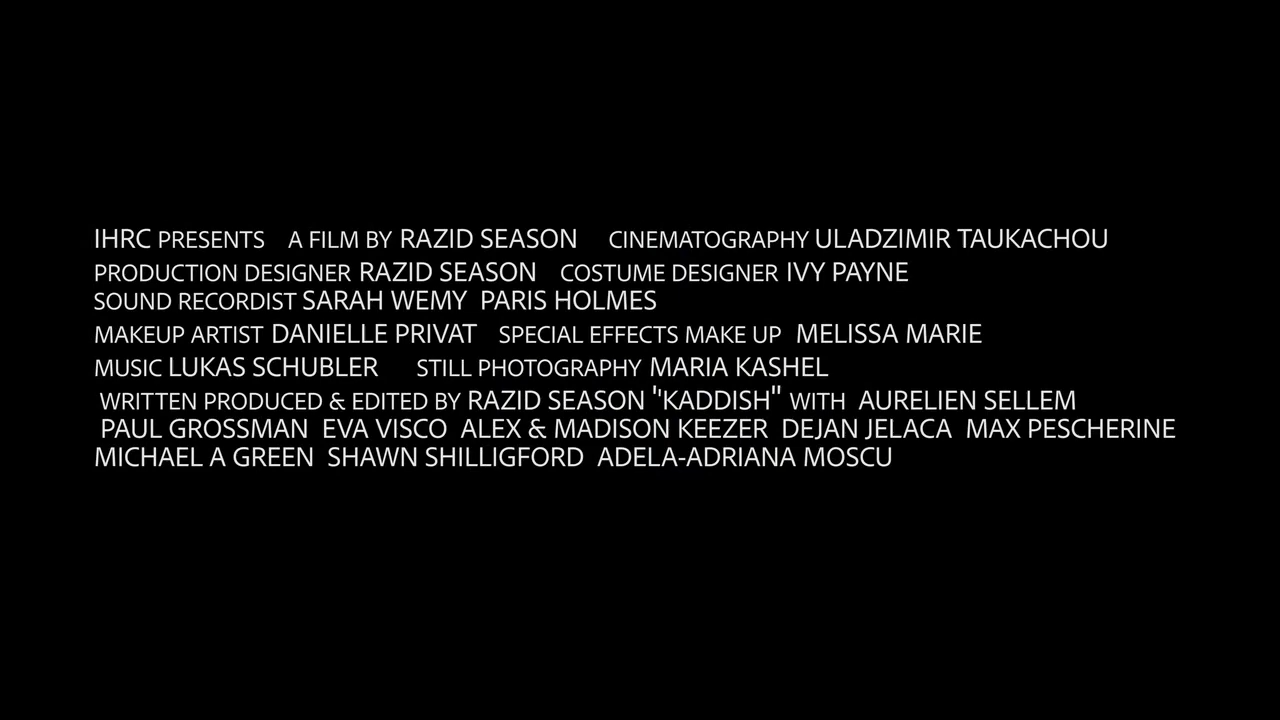 IHRC PRESENTS A FILM BY RAZID SEASON CINEMATOGRAPHY ULADZIMIR TAUKACHOU
PRODUCTION DESIGNER RAZID SEASON COSTUME DESIGNER IVY PAYNE
SOUND RECORDIST SARAH WEMY PARIS HOLMES
MAKEUP ARTIST DANIELLE PRIVAT SPECIAL EFFECTS MAKE UP MELISSA MARIE
MUSIC LUKAS SCHUBLER STILL PHOTOGRAPHY MARIA KASHEL
WRITTEN PRODUCED & EDITED BY RAZID SEASON "KADDISH" WITH AURELIEN SELLEM
PAUL GROSSMAN EVA VISCO ALEX & MADISON KEEZER DEJAN JELACA MAX PESCHERINE
MICHAEL A GREEN SHAWN SHILLIGFORD ADELA-ADRIANA MOSCU